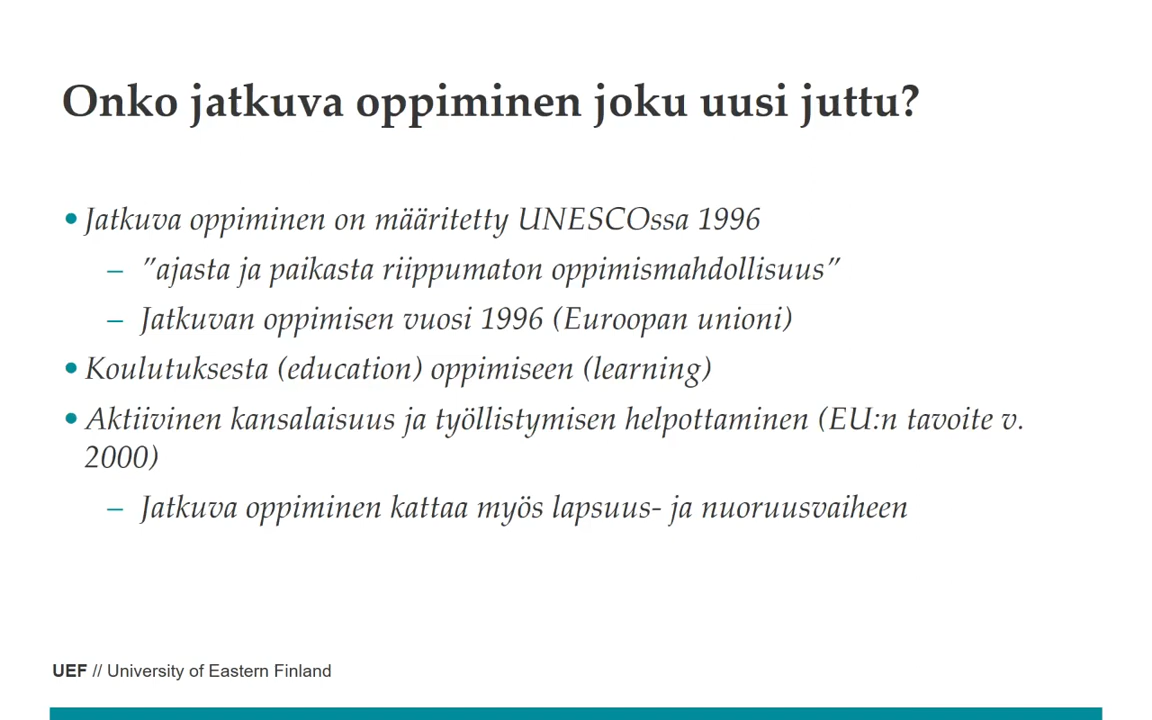 Onko jatkuva oppiminen joku uusi juttu?
• Jatkuva oppiminen on määritetty UNESCOssa 1996
– ”ajasta ja paikasta riippumaton oppimismahdollisuus”
– Jatkuvan oppimisen vuosi 1996 (Euroopan unioni)
• Koulutuksesta (education) oppimiseen (learning)
• Aktiivinen kansalaisuus ja työllistymisen helpottaminen (EU:n tavoite v.
2000)
– Jatkuva oppiminen kattaa myös lapsuus- ja nuoruusvaiheen
UEF // University of Eastern Finland